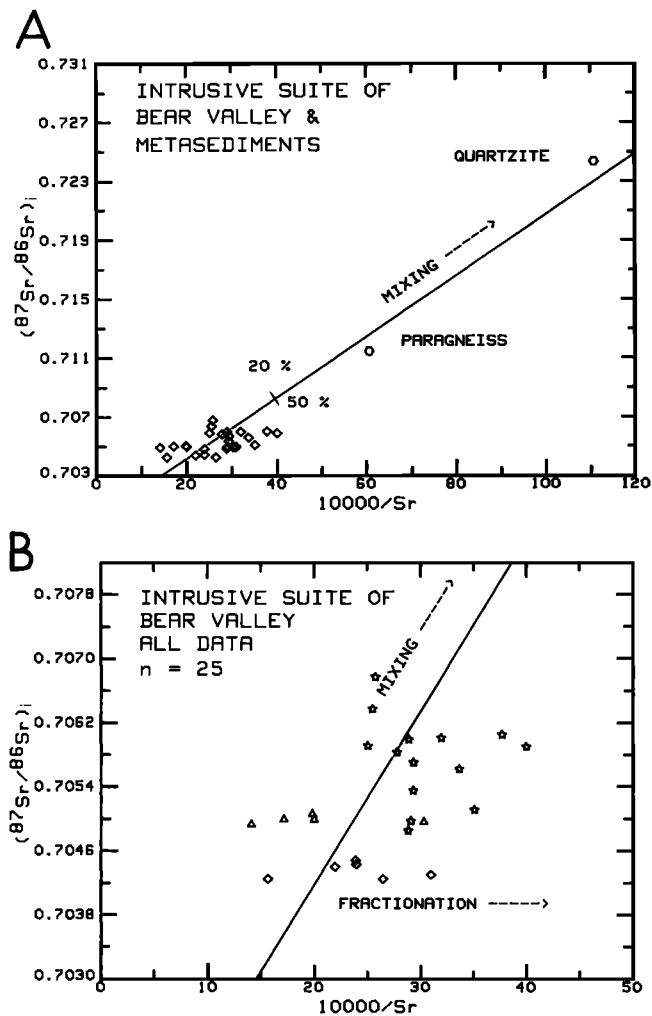 A
0.731
0.727
0.723
0.719
0.715
0.711
0.707
0.703
(87Sr/86Sr)i
INTRUSIVE SUITE OF
BEAR VALLEY &
METASEDIMENTS
QUARTZITE
MIXING
PARAGNEISS
20 %
50 %
0 20 40 60 80 100 120
10000/Sr
B
0.7078
0.7070
0.7062
0.7054
0.7046
0.7038
0.7030
(87Sr/86Sr)i
INTRUSIVE SUITE OF
BEAR VALLEY
ALL DATA
n = 25
MIXING
FRACTIONATION
0 10 20 30 40 50
10000/Sr